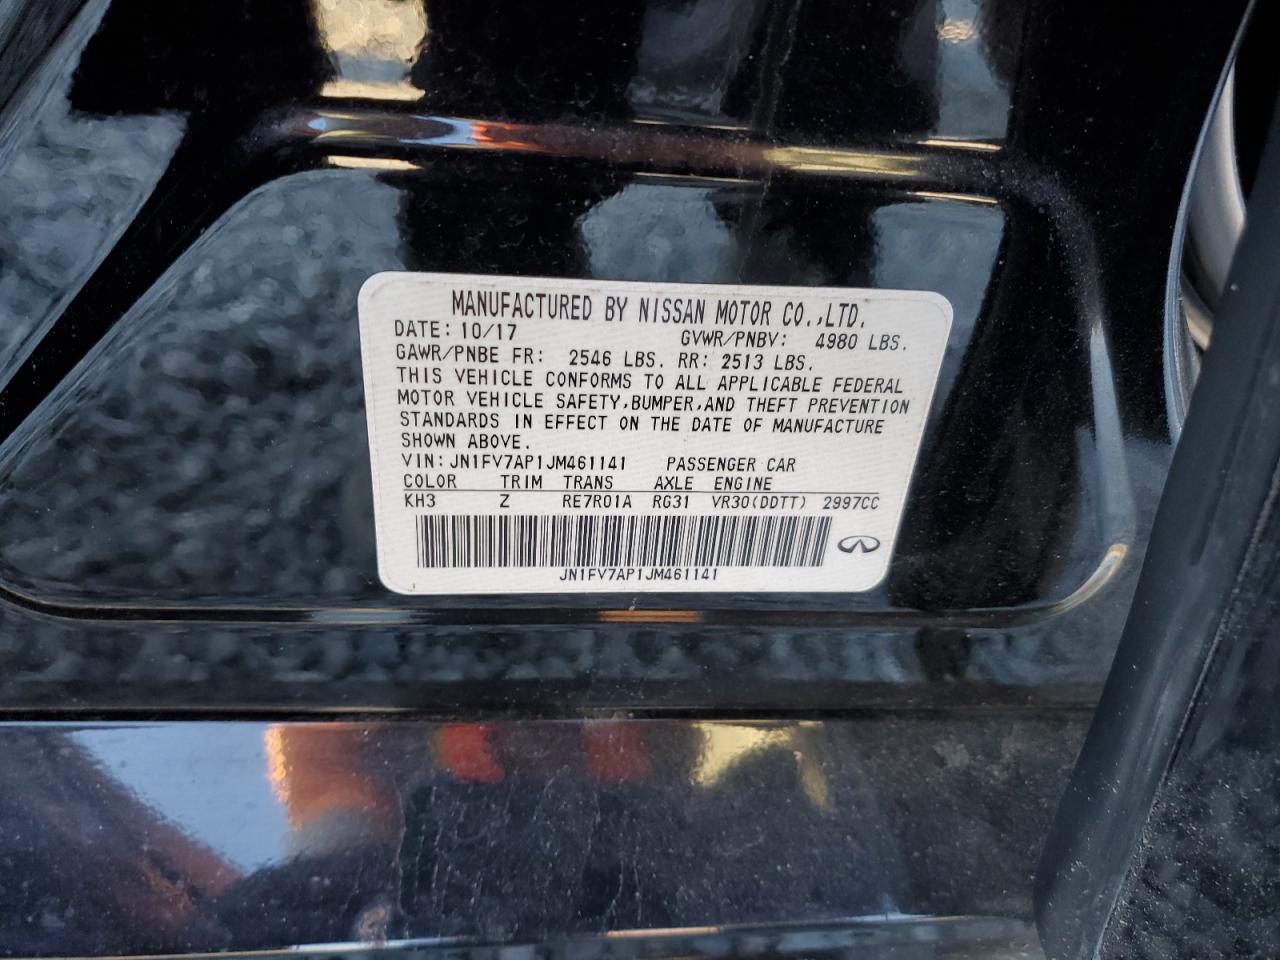 MANUFACTURED BY NISSAN MOTOR CO.,LTD.
DATE: 10/17 GVWR/PNBV: 4980 LBS.
GAWR/PNBE FR: 2546 LBS. RR: 2513 LBS.
THIS VEHICLE CONFORMS TO ALL APPLICABLE FEDERAL
MOTOR VEHICLE SAFETY,BUMPER,AND THEFT PREVENTION
STANDARDS IN EFFECT ON THE DATE OF MANUFACTURE
SHOWN ABOVE.
VIN: JN1FV7AP1JM461141 PASSENGER CAR
COLOR TRIM TRANS AXLE ENGINE
KH3 Z RE7R01A RG31 VR30(DDTT) 2997CC
JN1FV7AP1JM461141